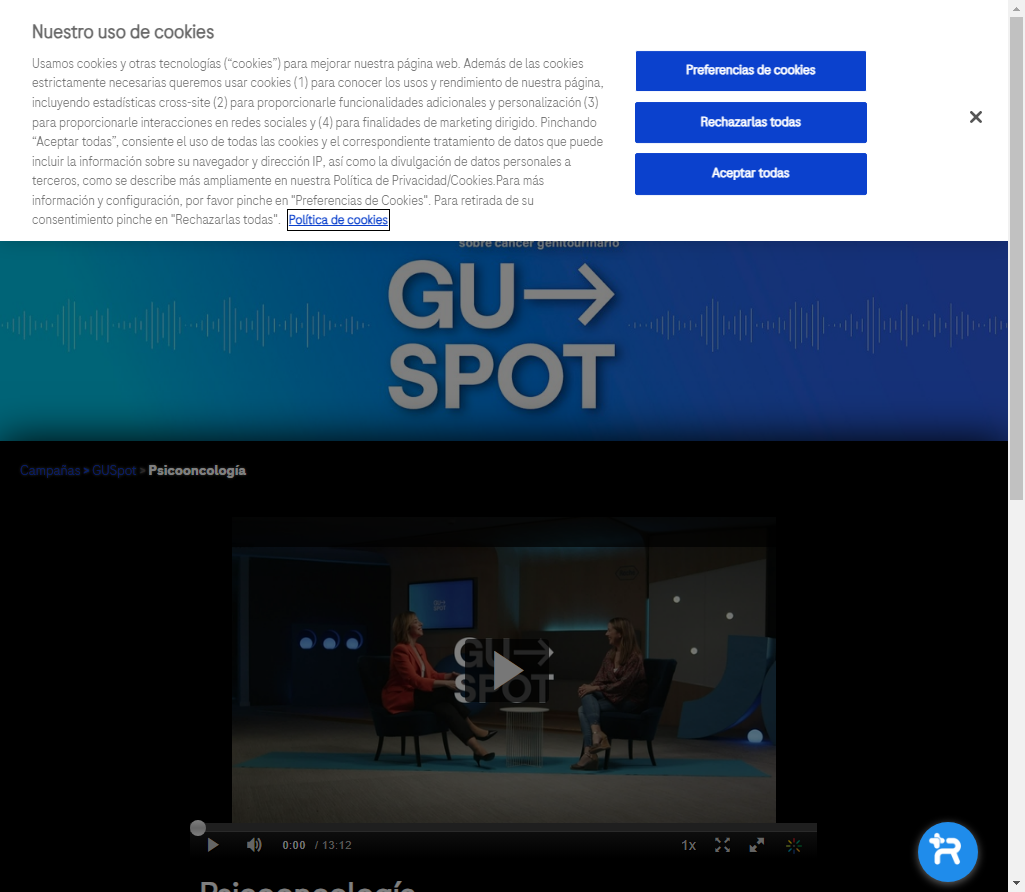 Nuestro uso de cookies
Usamos cookies y otras tecnologías (“cookies”) para mejorar nuestra página web. Además de las cookies
estrictamente necesarias queremos usar cookies (1) para conocer los usos y rendimiento de nuestra página,
incluyendo estadísticas cross-site (2) para proporcionarle funcionalidades adicionales y personalización (3)
para proporcionarle interacciones en redes sociales y (4) para finalidades de marketing dirigido. Pinchando
“Aceptar todas”, consiente el uso de todas las cookies y el correspondiente tratamiento de datos que puede
incluir la información sobre su navegador y dirección IP, así como la divulgación de datos personales a
terceros, como se describe más ampliamente en nuestra Política de Privacidad/Cookies.Para más
información y configuración, por favor pinche en "Preferencias de Cookies". Para retirada de su
consentimiento pinche en "Rechazarlas todas". Política de cookies
Preferencias de cookies
Rechazarlas todas
Aceptar todas
sobre cáncer genitourinario
GU
SPOT
Campañas » GUSpot » Psicooncología
GU
SPOT
0:00 / 13:12
1x
Psicooncología